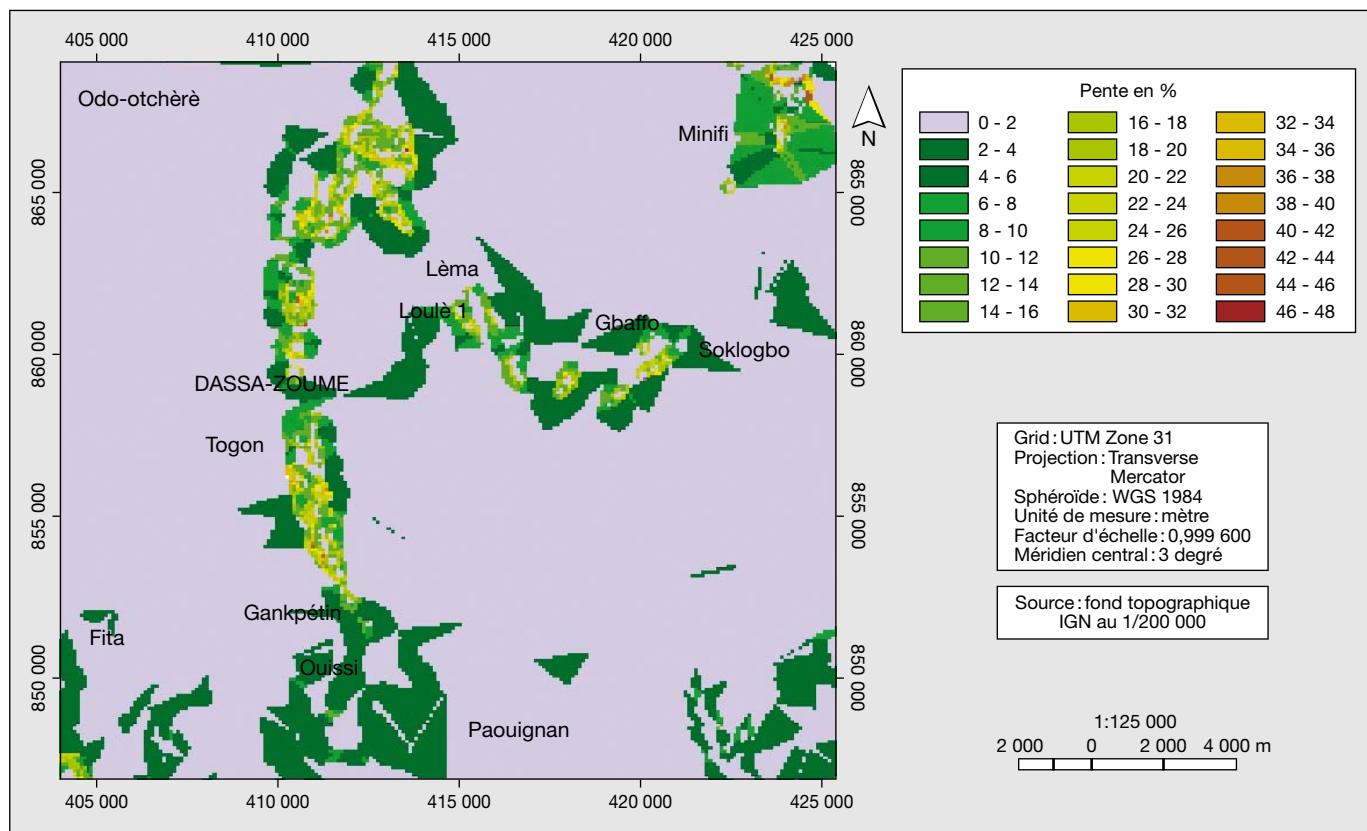 405 000 410 000 415 000 420 000 425 000
Odo-otchèrè
Minifi
N
865 000 865 000
Lèma
Loulè 1
Gbaffo
Soklogbo
860 000 860 000
DASSA-ZOUME
Togon
855 000 855 000
Gankpétin
Fita
Ouissi
850 000 850 000
Paouignan
405 000 410 000 415 000 420 000 425 000
Pente en %
0 - 2 16 - 18 32 - 34
2 - 4 18 - 20 34 - 36
4 - 6 20 - 22 36 - 38
6 - 8 22 - 24 38 - 40
8 - 10 24 - 26 40 - 42
10 - 12 26 - 28 42 - 44
12 - 14 28 - 30 44 - 46
14 - 16 30 - 32 46 - 48
Grid : UTM Zone 31
Projection : Transverse
Mercator
Sphéroïde : WGS 1984
Unité de mesure : mètre
Facteur d'échelle : 0,999 600
Méridien central : 3 degré
Source : fond topographique
IGN au 1/200 000
1:125 000
2 000 0 2 000 4 000 m